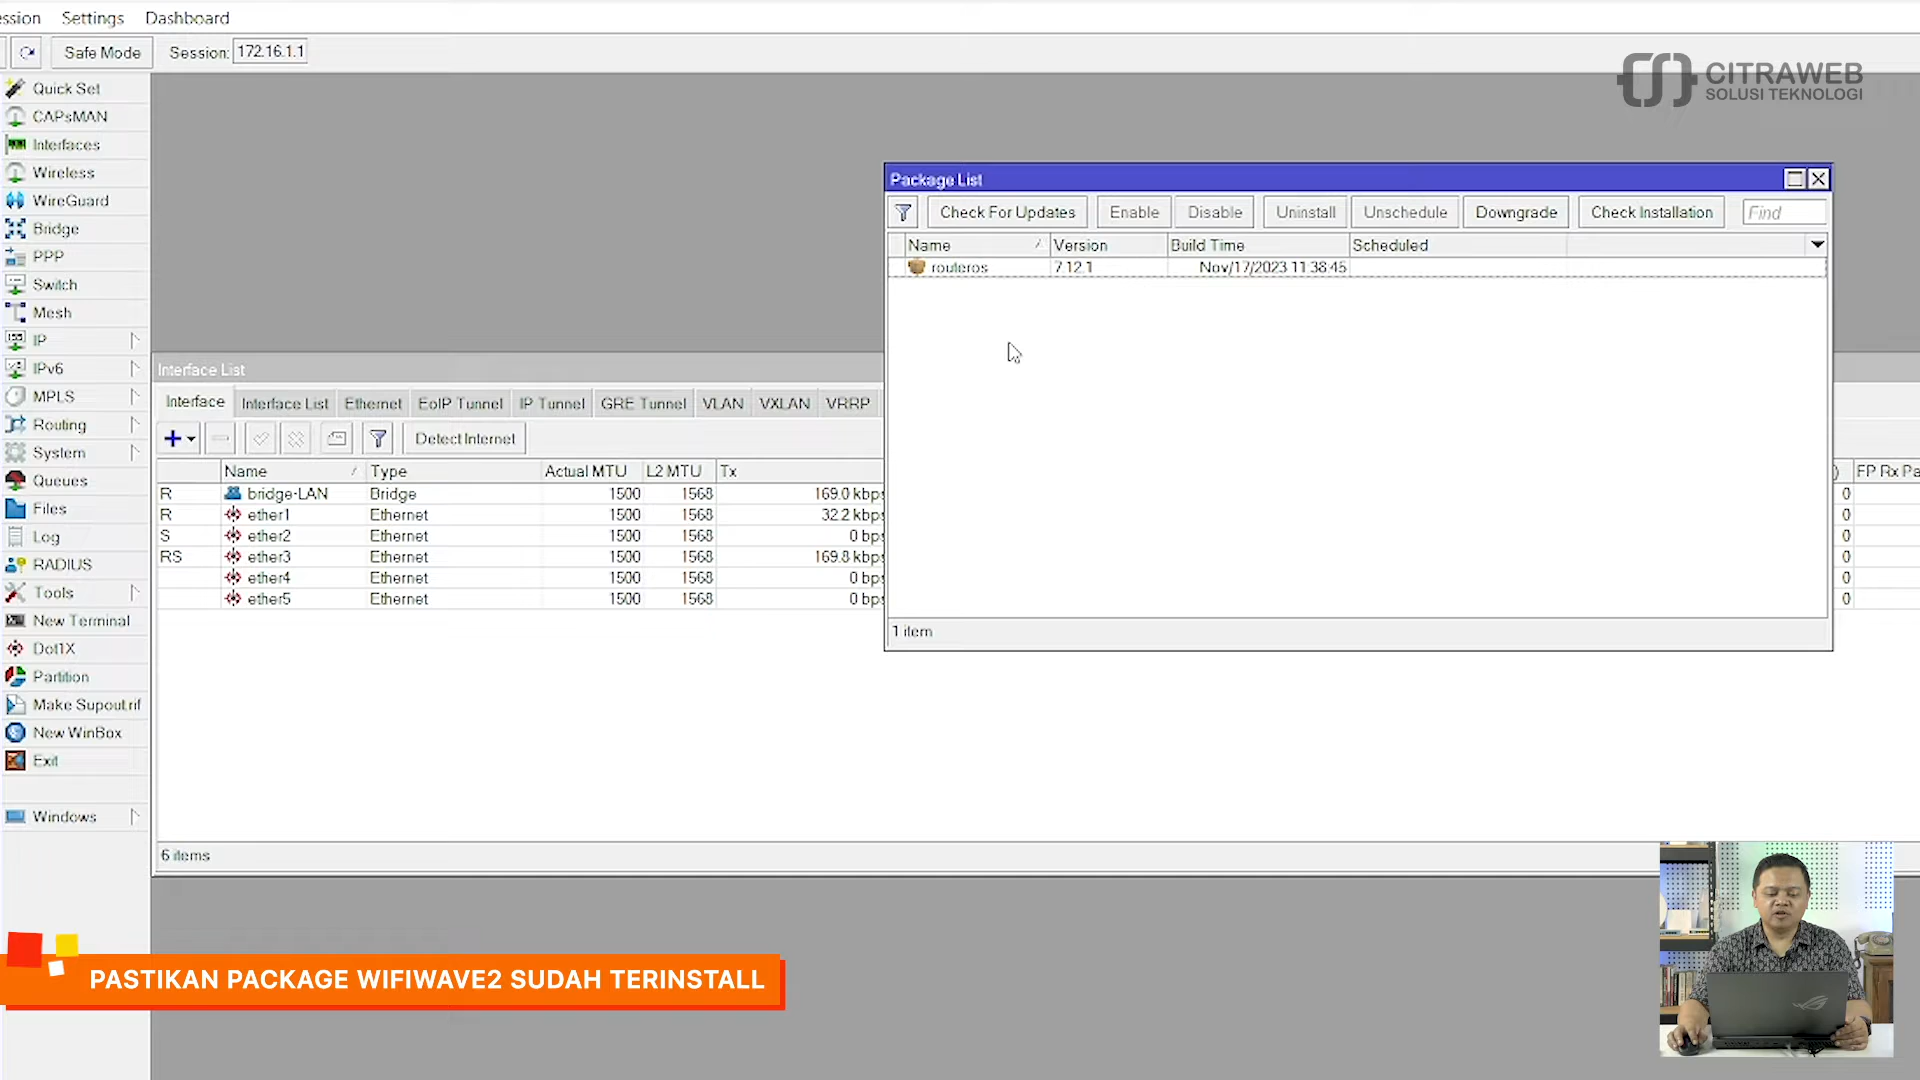 ession Settings Dashboard
Safe Mode Session: 172.16.1.1
CITRAWEB
SOLUSI TEKNOLOGI
Quick Set
CAPsMAN
Interfaces
Wireless
WireGuard
Bridge
PPP
Switch
Mesh
IP
IPv6
MPLS
Routing
System
Queues
Files
Log
RADIUS
Tools
New Terminal
Dot1X
Partition
Make Supout.rif
New WinBox
Exit
Windows
Package List
Check For Updates Enable Disable Uninstall Unschedule Downgrade Check Installation Find
Name Version Build Time Scheduled
routeros 7.12.1 Nov/17/2023 11:38:45
1 item
Interface List
Interface Interface List Ethernet EoIP Tunnel IP Tunnel GRE Tunnel VLAN VXLAN VRRP
Detect Internet
Name Type Actual MTU L2 MTU Tx ) FP Rx Pa
R bridge-LAN Bridge 1500 1568 169.0 kbps 0
R ether1 Ethernet 1500 1568 32.2 kbps 0
S ether2 Ethernet 1500 1568 0 bps 0
RS ether3 Ethernet 1500 1568 169.8 kbps 0
ether4 Ethernet 1500 1568 0 bps 0
ether5 Ethernet 1500 1568 0 bps 0
6 items
PASTIKAN PACKAGE WIFIWAVE2 SUDAH TERINSTALL